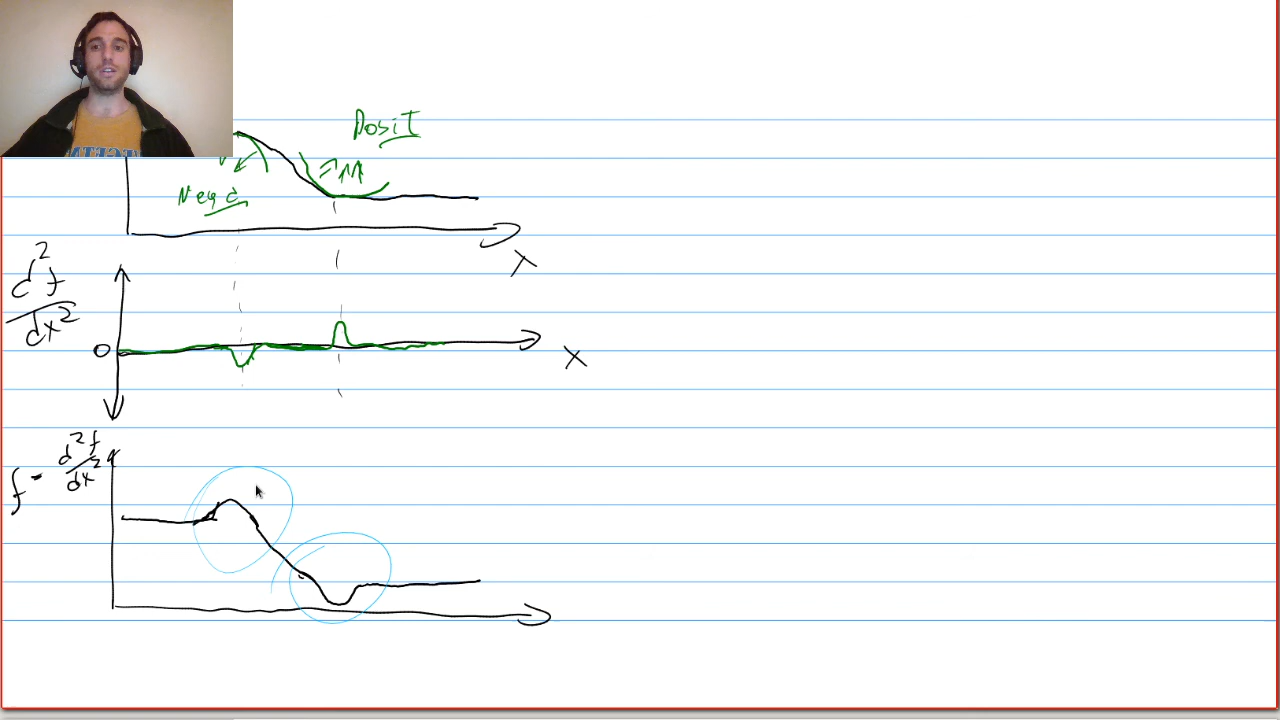 PosiT
Neg
x
d²f
dx²
0
x
f - d²f
dx²